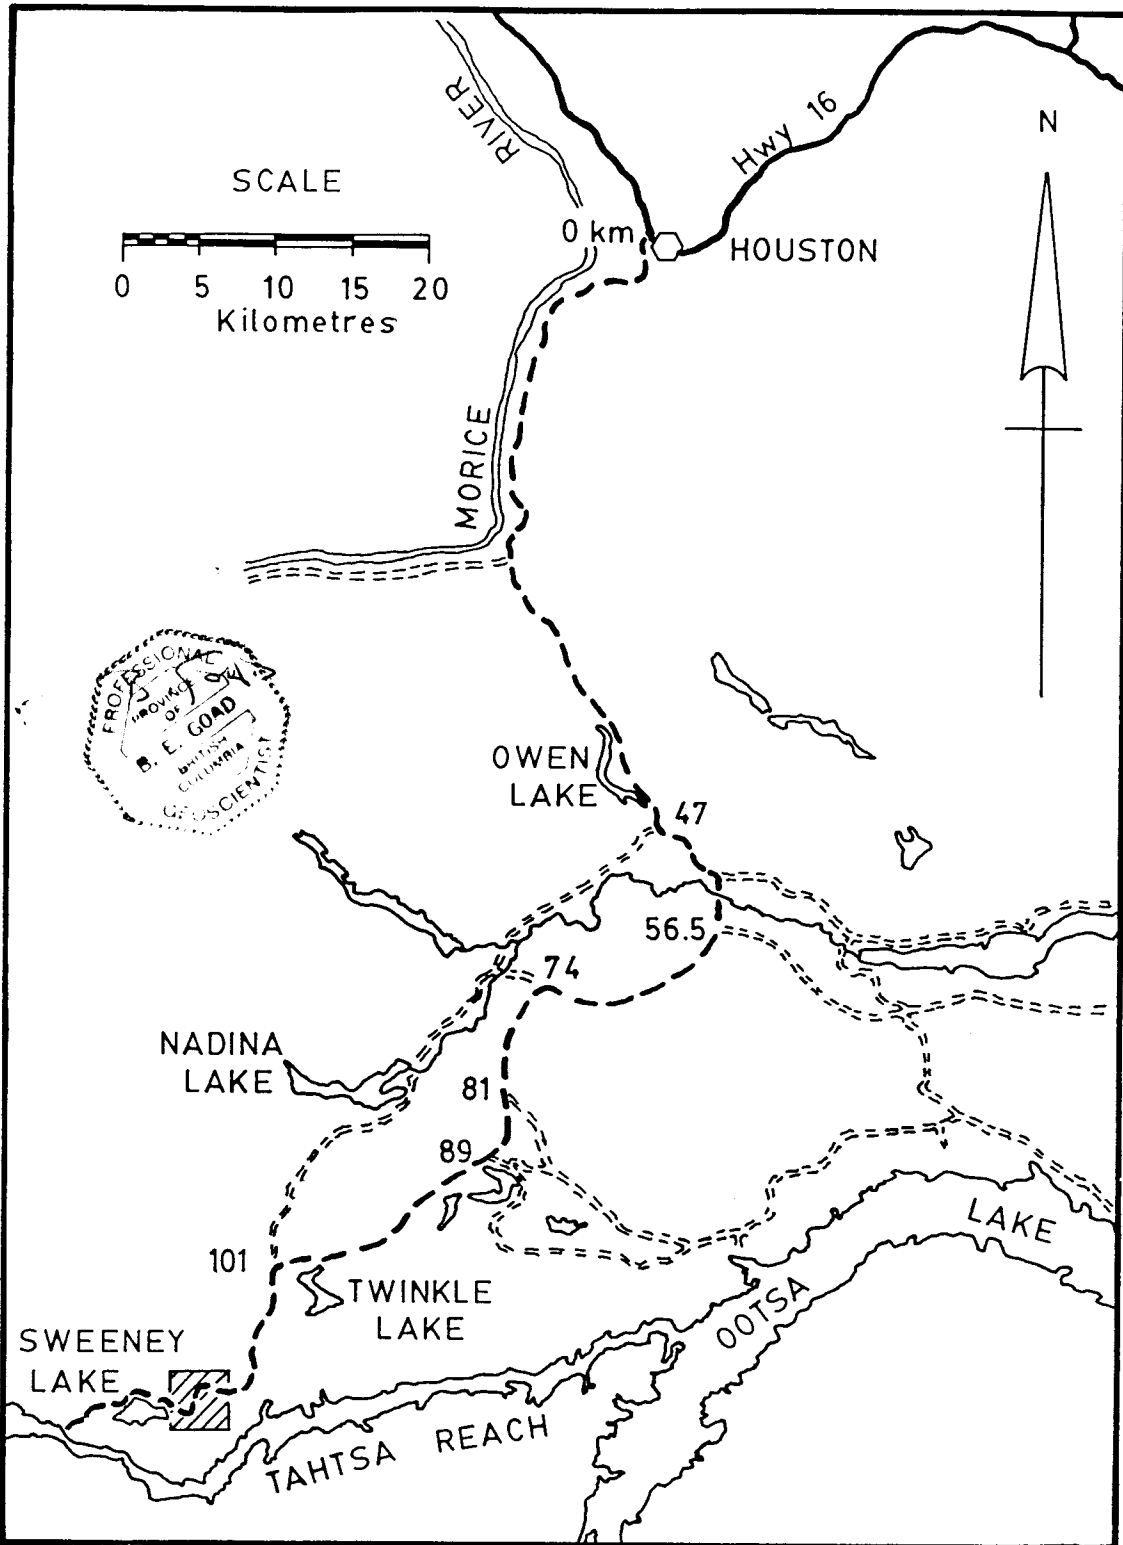 RIVER
Hwy 16
N
SCALE
0 km
HOUSTON
0 5 10 15 20
Kilometres
MORICE
PROFESSIONAL
PROVINCE
OF
B. E. GOAD
BRITISH
COLUMBIA
GEOSCIENTIST
OWEN
LAKE
47
56.5
74
NADINA
LAKE
81
89
LAKE
OOTSA
101
TWINKLE
LAKE
SWEENEY
LAKE
TAHTSA REACH